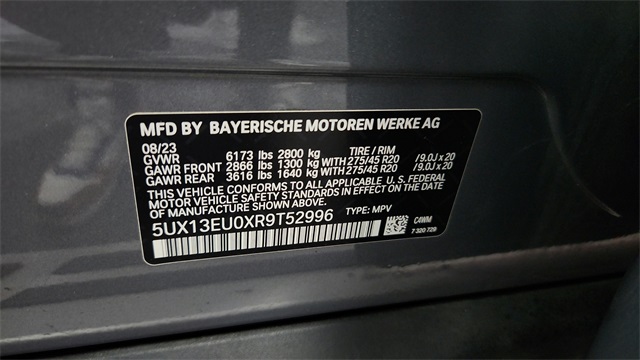 MFD BY BAYERISCHE MOTOREN WERKE AG
08/23
GVWR 6173 lbs 2800 kg TIRE / RIM
GAWR FRONT 2866 lbs 1300 kg WITH 275/45 R20 /9.0J x 20
GAWR REAR 3616 lbs 1640 kg WITH 275/45 R20 /9.0J x 20
THIS VEHICLE CONFORMS TO ALL APPLICABLE U. S. FEDERAL
MOTOR VEHICLE SAFETY STANDARDS IN EFFECT ON THE DATE OF
MANUFACTURE SHOWN ABOVE.
5UX13EU0XR9T52996 TYPE: MPV
C4WM
7 320 728